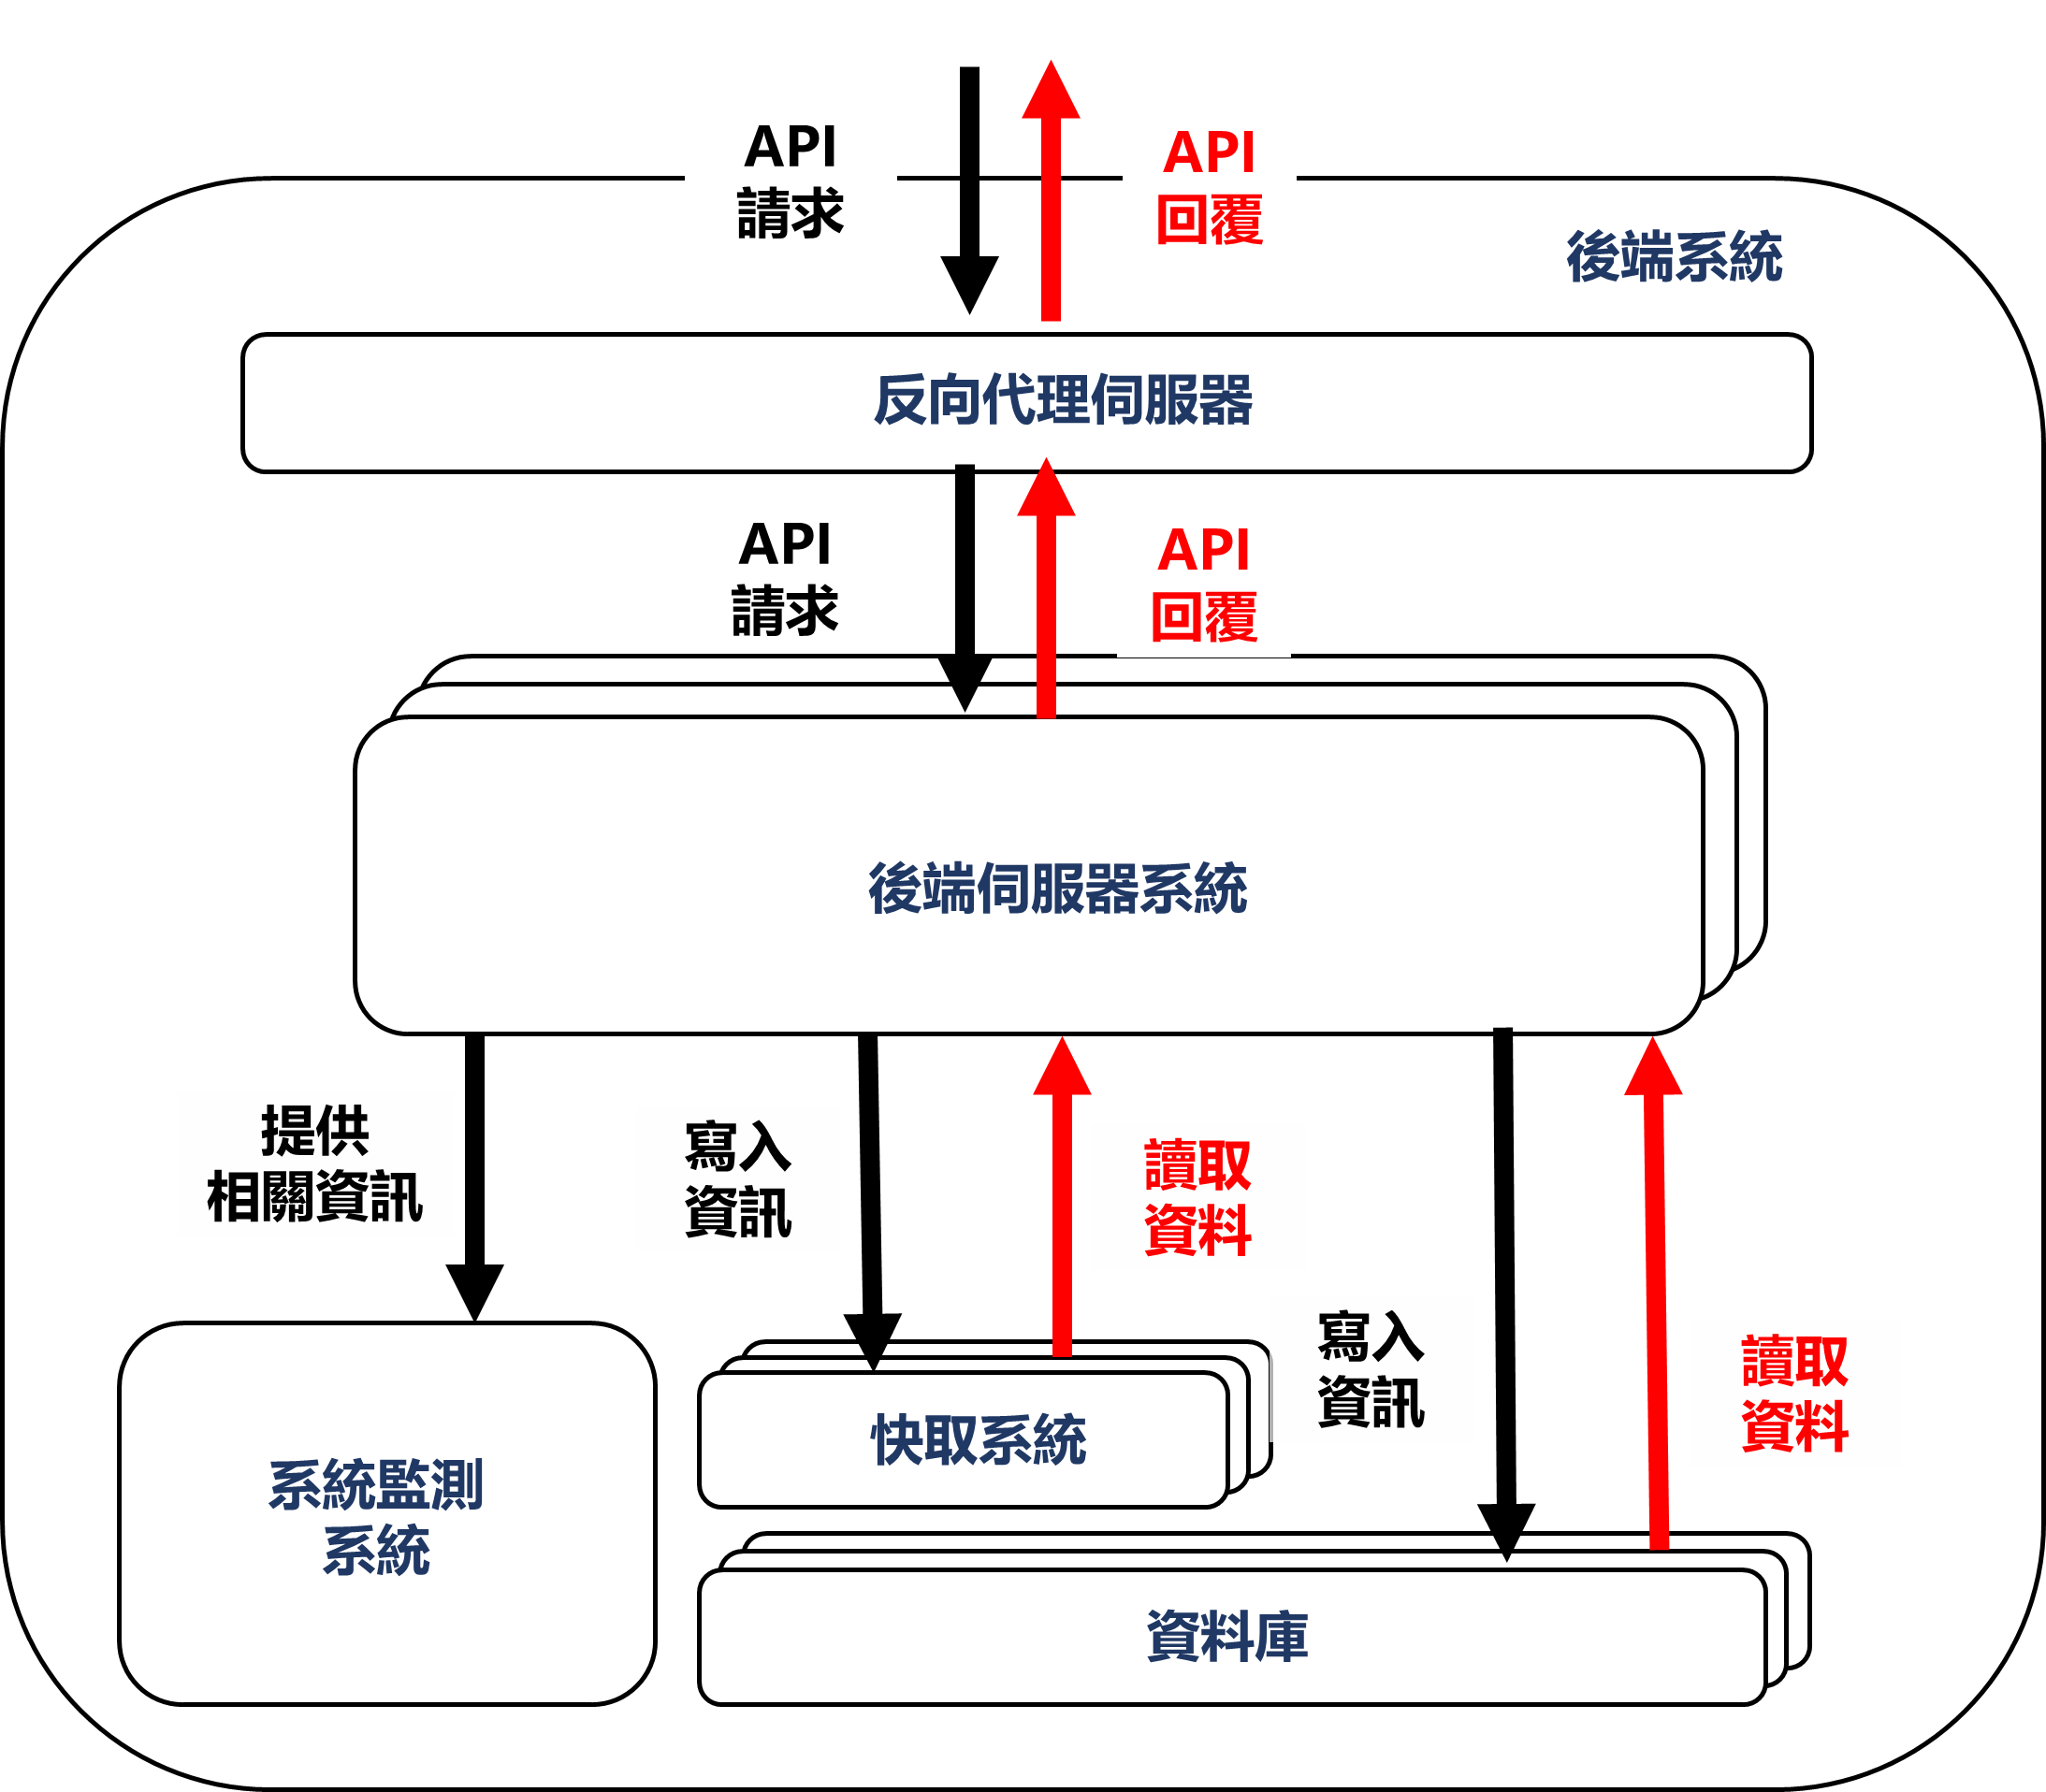 API
請求
API
回覆
後端系統
反向代理伺服器
API
請求
API
回覆
後端伺服器系統
提供
相關資訊
寫入
資訊
讀取
資料
寫入
資訊
讀取
資料
快取系統
系統監測
系統
資料庫